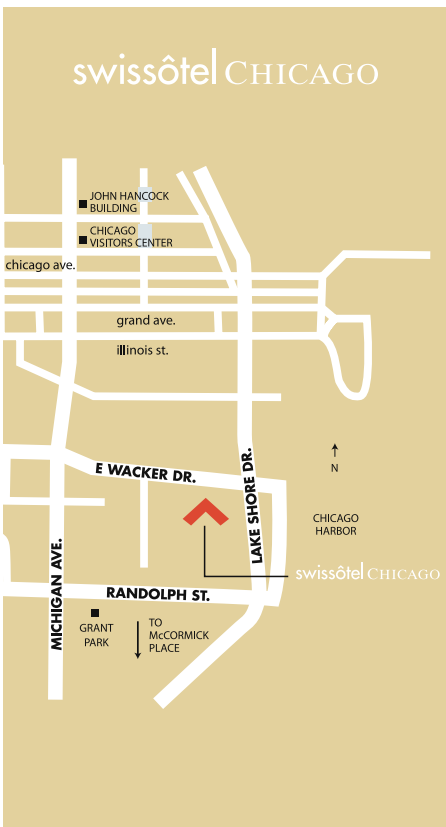 swissôtel CHICAGO
JOHN HANCOCK
BUILDING
CHICAGO
VISITORS CENTER
chicago ave.
grand ave.
illinois st.
E WACKER DR.
LAKE SHORE DR.
N
CHICAGO
HARBOR
swissôtel CHICAGO
MICHIGAN AVE.
RANDOLPH ST.
GRANT
PARK
TO
McCORMICK
PLACE